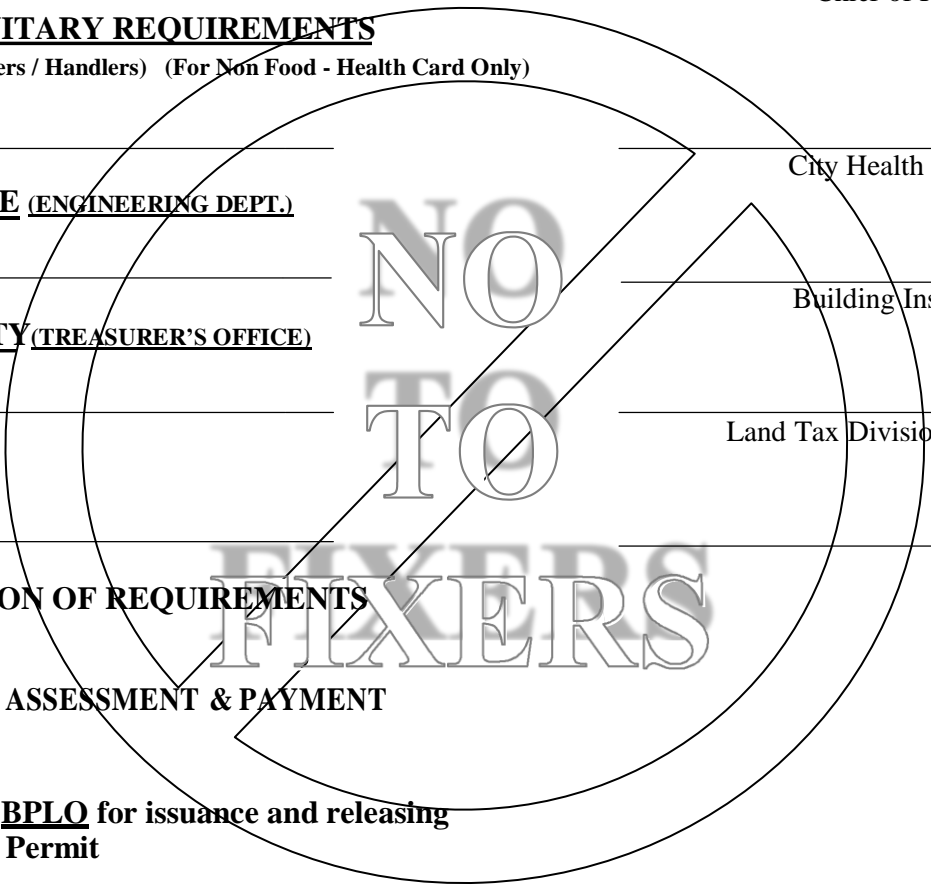 VITARY REQUIREMENTS
ers / Handlers) (For Non Food - Health Card Only)
City Health
E (ENGINEERING DEPT.)
NO
Building Ins
TY(TREASURER'S OFFICE)
TO
Land Tax Divisio
FIXERS
ON OF REQUIREMENTS
ASSESSMENT & PAYMENT
BPLO for issuance and releasing
Permit